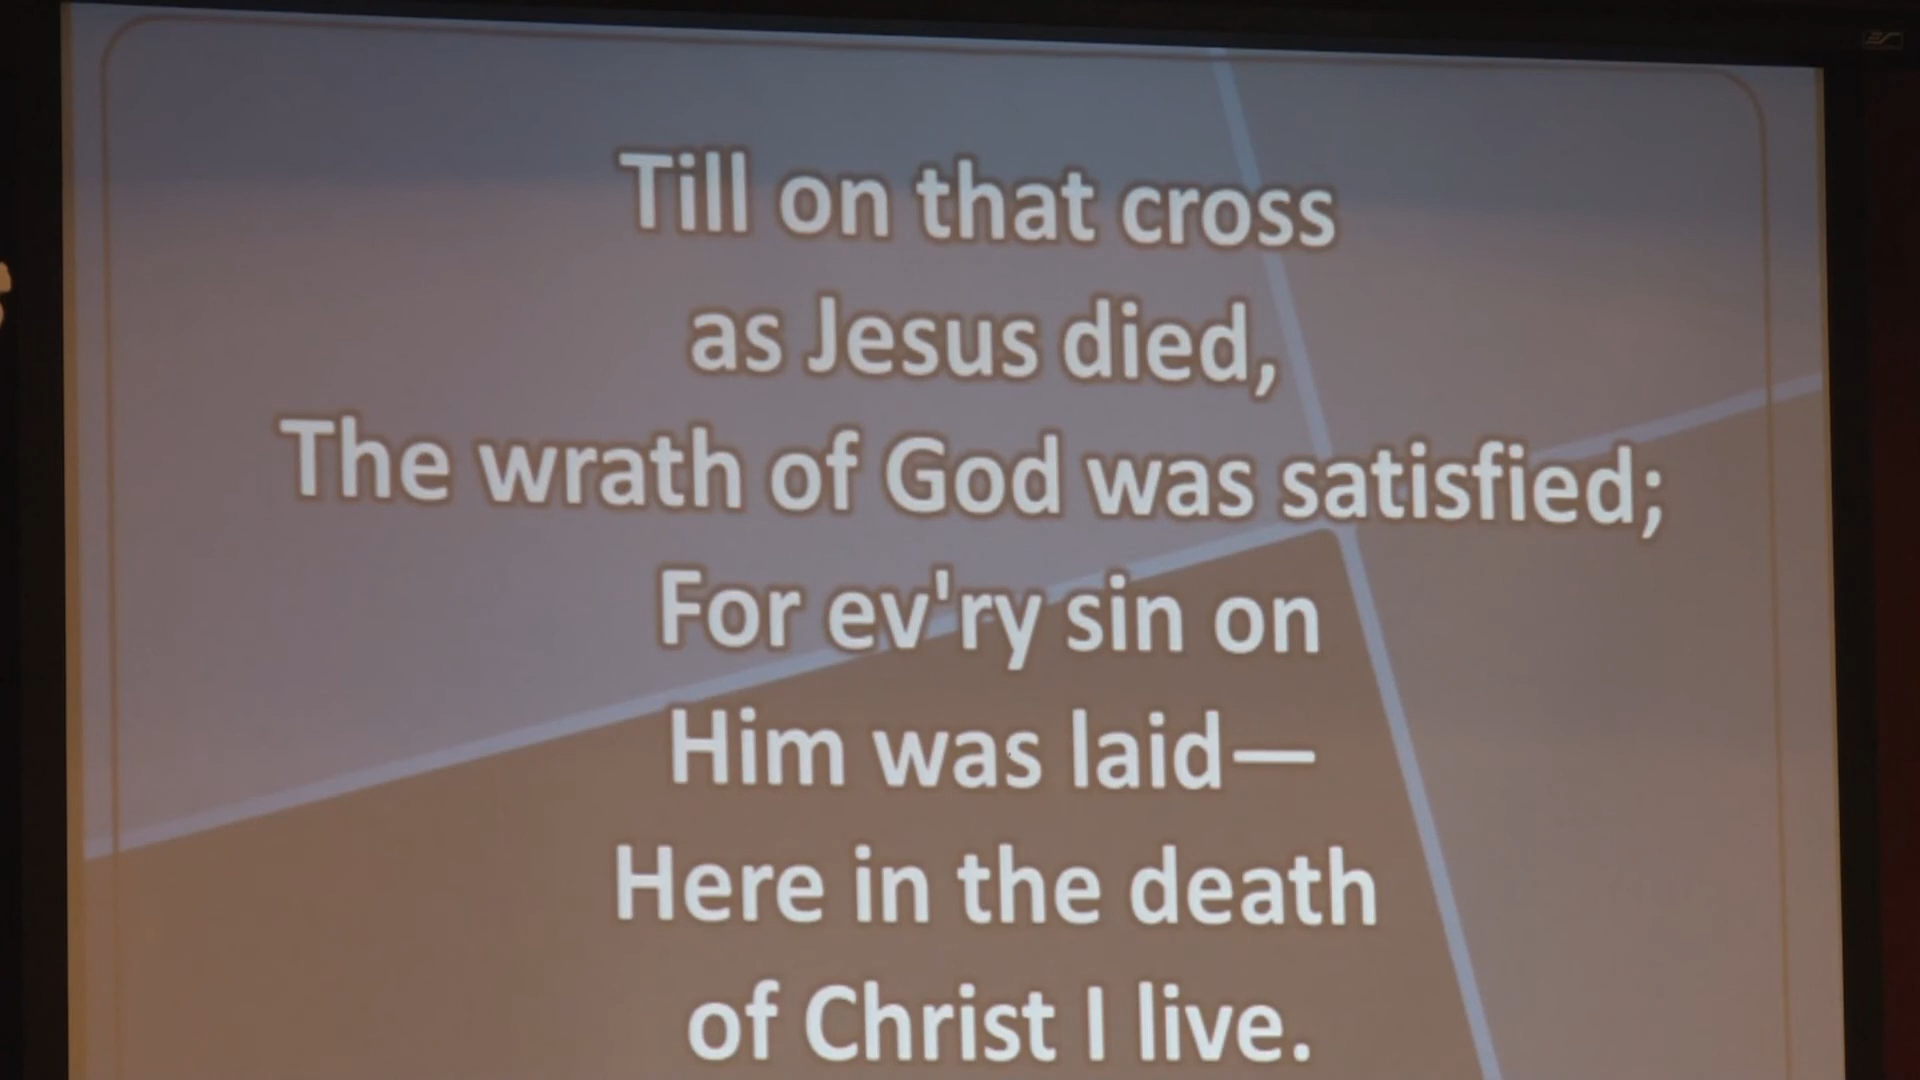 Till on that cross
as Jesus died,
The wrath of God was satisfied;
For ev'ry sin on
Him was laid—
Here in the death
of Christ I live.